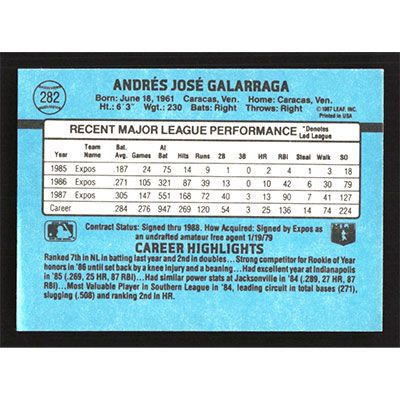 282
ANDRÉS JOSÉ GALARRAGA
Born: June 18, 1961 Caracas, Ven. Home: Caracas, Ven.
Ht.: 6' 3" Wgt.: 230 Bats: Right Throws: Right
©1987 LEAF, INC.
Printed in USA
RECENT MAJOR LEAGUE PERFORMANCE *Denotes Led League
Year Team Name Bat. Avg. Games At Bat Hits Runs 2B 3B HR RBI Steal Walk SO
1985 Expos .187 24 75 14 9 1 0 2 4 1 3 18
1986 Expos .271 105 321 87 39 13 0 10 42 6 30 79
1987 Expos .305 147 551 168 72 40 3 13 90 7 41 127
Career .284 276 947 269 120 54 3 25 136 14 74 224
Contract Status: Signed thru 1988. How Acquired: Signed by Expos as
an undrafted amateur free agent 1/19/79
CAREER HIGHLIGHTS
Ranked 7th in NL in batting last year and 2nd in doubles...Strong competitor for Rookie of Year
honors in '86 until set back by a knee injury and a beaning...Had excellent year at Indianapolis
in '85 (.269, 25 HR, 87 RBI)...Had similar power stats at Jacksonville in '84 (.289, 27 HR, 87
RBI)...Most Valuable Player in Southern League in '84, leading circuit in total bases (271),
slugging (.508) and ranking 2nd in HR.